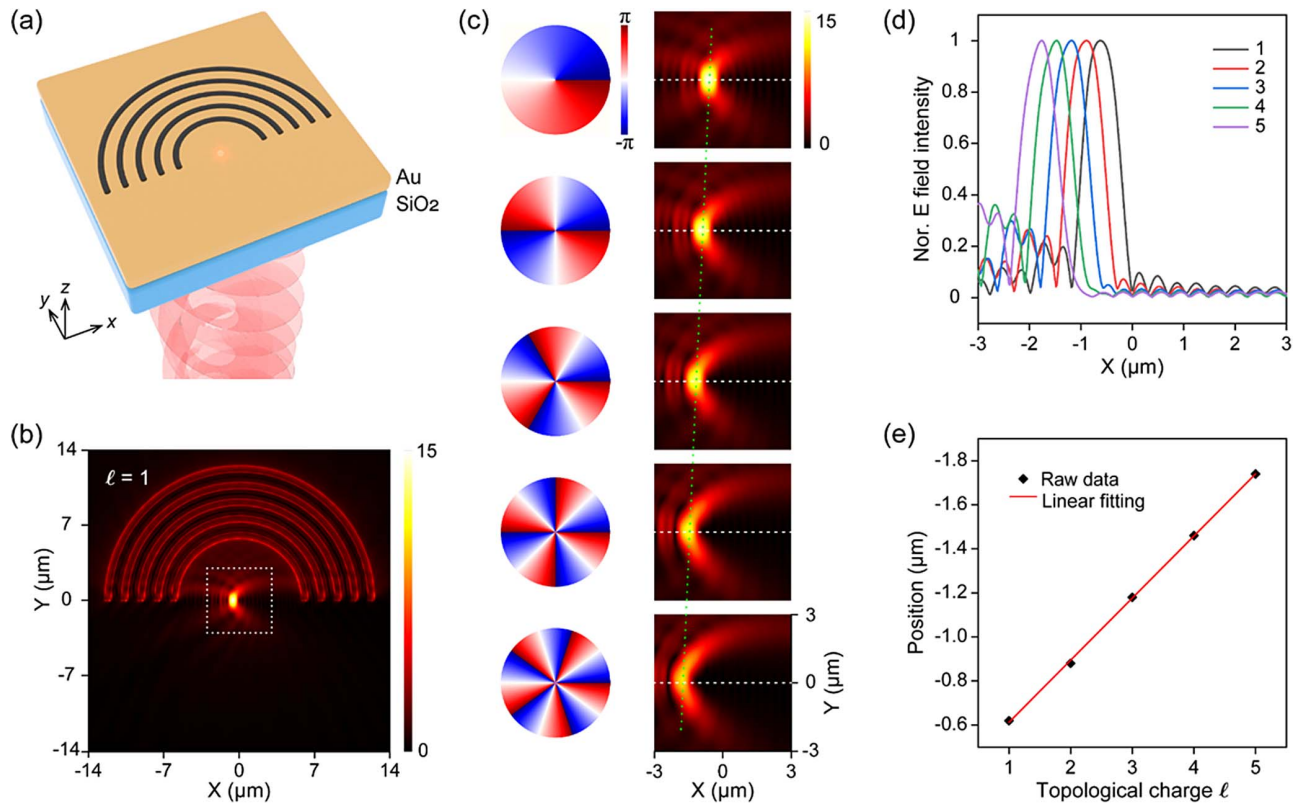 (a)
Au
SiO2
z
y
x
(b)
ℓ = 1
14
7
0
-7
-14
Y (µm)
-14
-7
0
7
14
X (µm)
15
0
(c)
π
-π
15
0
3
0
-3
Y (µm)
-3
0
3
X (µm)
(d)
1
0.8
0.6
0.4
0.2
0
Nor. E field intensity
1
2
3
4
5
-3
-2
-1
0
1
2
3
X (µm)
(e)
-1.8
-1.6
-1.4
-1.2
-1.0
-0.8
-0.6
Position (µm)
Raw data
Linear fitting
1
2
3
4
5
Topological charge ℓ